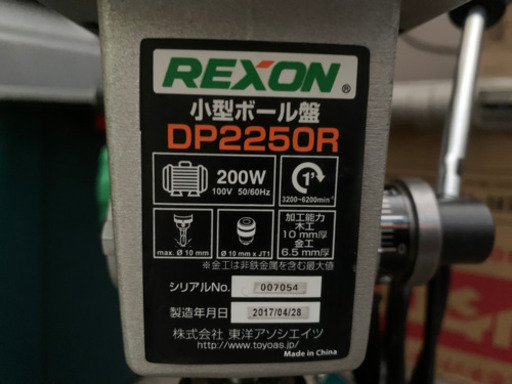 REXON®
小型ボール盤
DP2250R
200W
100V 50/60Hz
1'
3200~6200min⁻¹
max. Ø 10 mm
Ø 10 mm x JT1
加工能力
木工
10mm厚
金工
6.5mm厚
※金工は非鉄金属を含む最大値
シリアルNo. 007054
製造年月日 2017/04/28
株式会社 東洋アソシエイツ
http://www.toyoas.jp/
Made in China